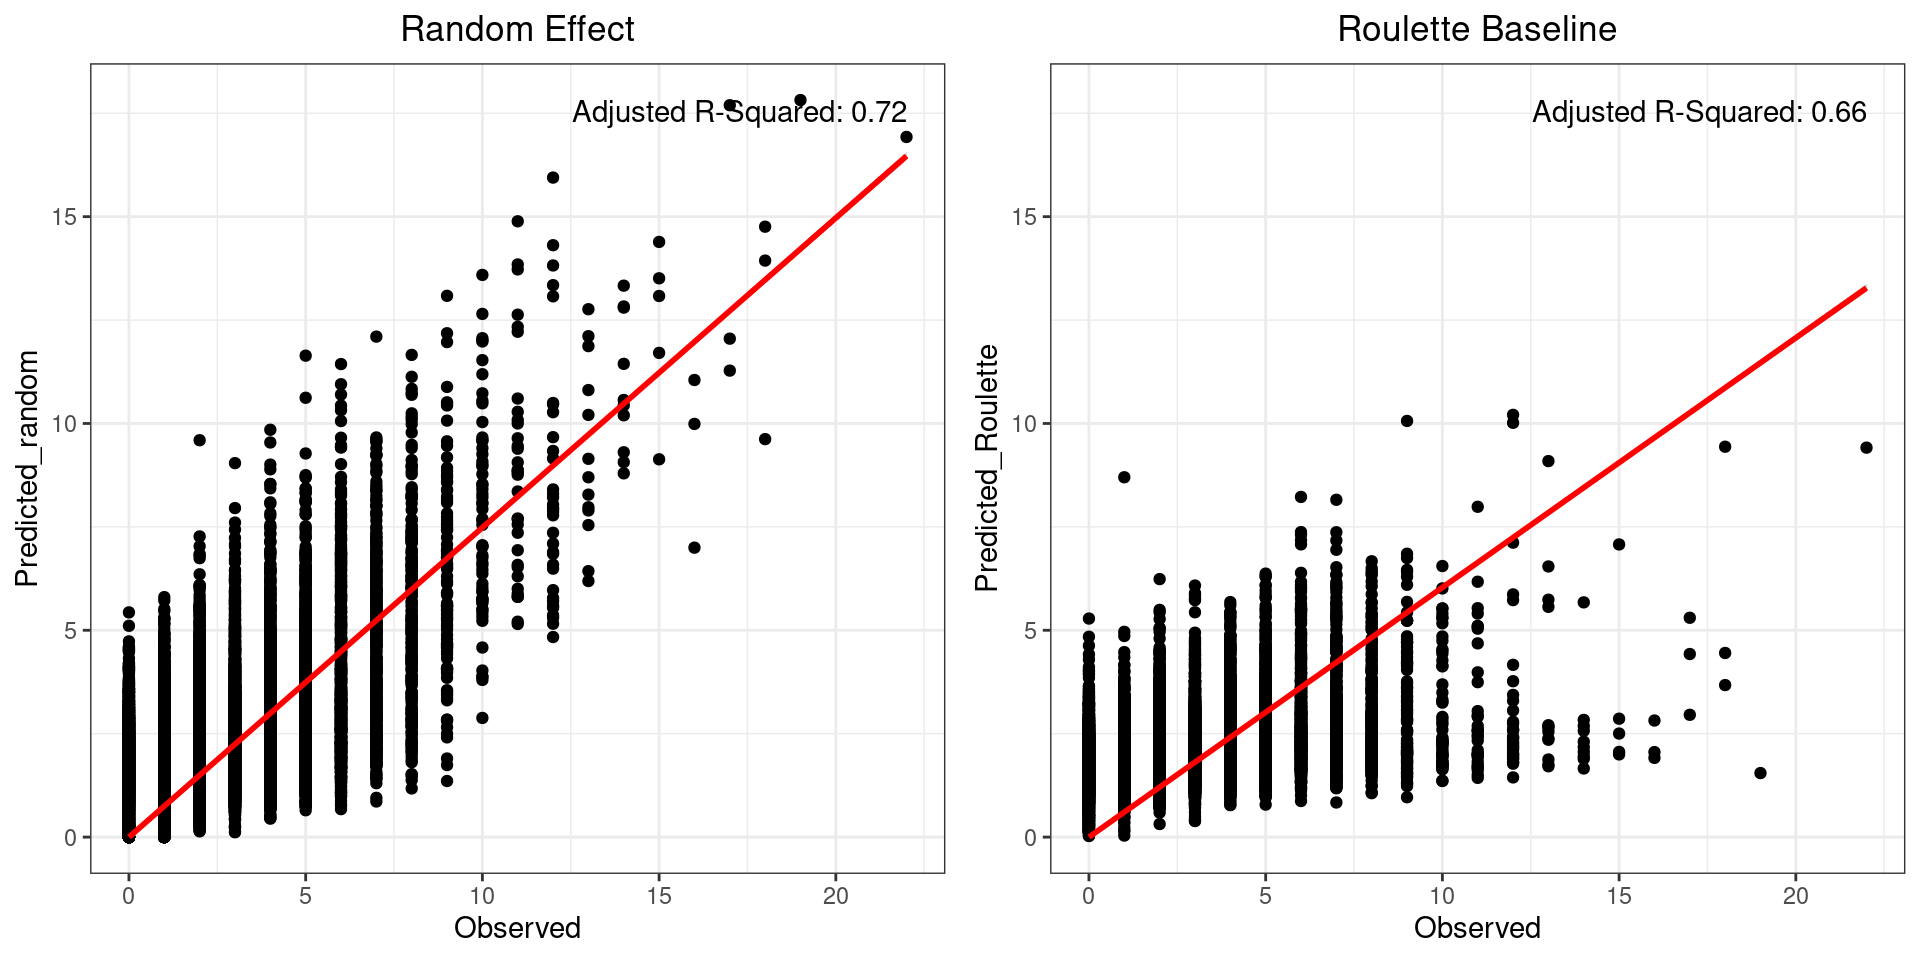 Random Effect
Adjusted R-Squared: 0.72
15
10
5
0
Predicted_random
0 5 10 15 20
Observed
Roulette Baseline
Adjusted R-Squared: 0.66
15
10
5
0
Predicted_Roulette
0 5 10 15 20
Observed